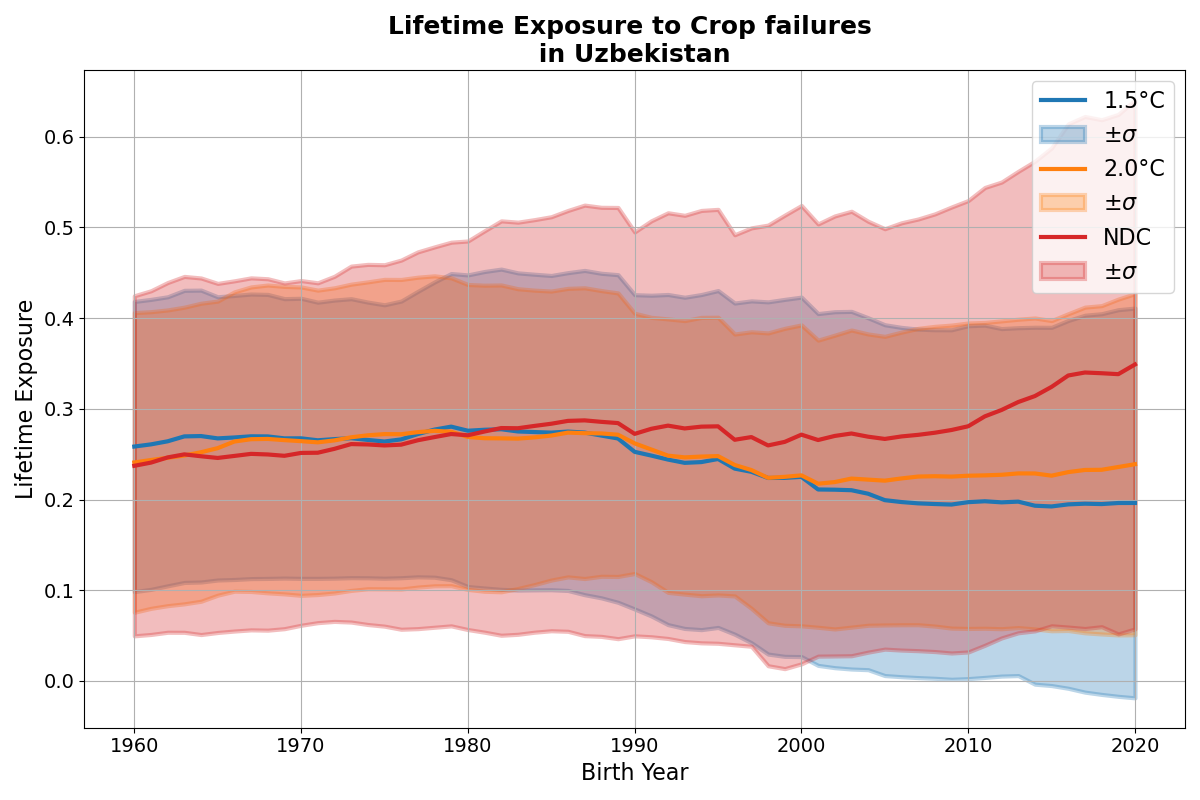 Lifetime Exposure to Crop failures
in Uzbekistan
1.5°C
±σ
2.0°C
±σ
NDC
±σ
Lifetime Exposure
0.6
0.5
0.4
0.3
0.2
0.1
0.0
1960 1970 1980 1990 2000 2010 2020
Birth Year